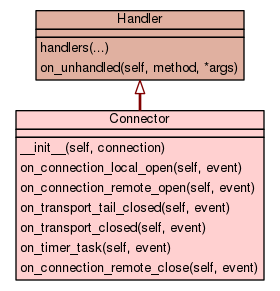 Handler
handlers(...)
on_unhandled(self, method, *args)
Connector
__init__(self, connection)
on_connection_local_open(self, event)
on_connection_remote_open(self, event)
on_transport_tail_closed(self, event)
on_transport_closed(self, event)
on_timer_task(self, event)
on_connection_remote_close(self, event)